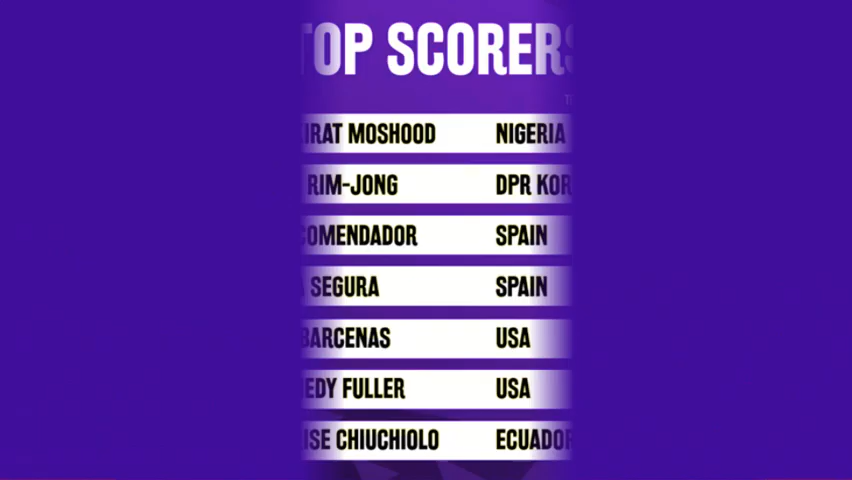 TOP SCORERS
IRAT MOSHOOD NIGERIA
RIM-JONG DPR KOR
COMENDADOR SPAIN
SEGURA SPAIN
BARCENAS USA
EDY FULLER USA
ISE CHIUCHIOLO ECUADOR